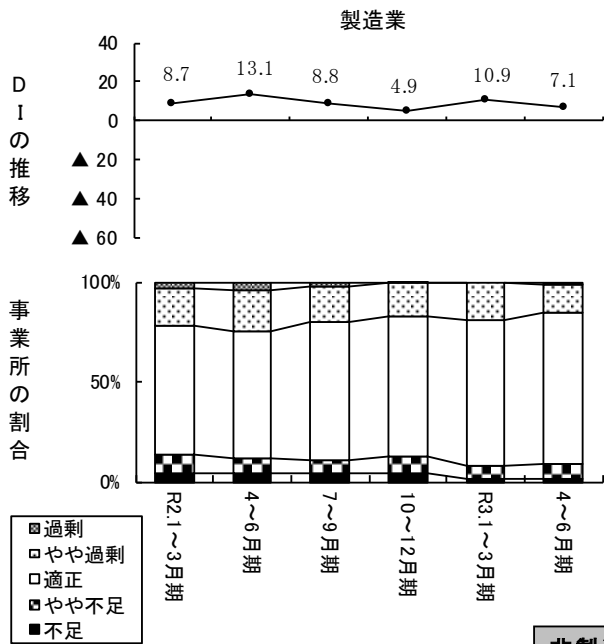 製造業
DIの推移
40
20
0
▲ 20
▲ 40
▲ 60
8.7
13.1
8.8
4.9
10.9
7.1
事業所の割合
100%
50%
0%
R2.1～3月期
4～6月期
7～9月期
10～12月期
R3.1～3月期
4～6月期
過剰
やや過剰
適正
やや不足
不足